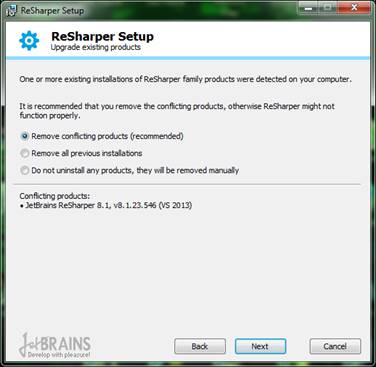 ReSharper Setup
ReSharper Setup
Upgrade existing products
One or more existing installations of ReSharper family products were detected on your computer.
It is recommended that you remove the conflicting products, otherwise ReSharper might not
function properly.
Remove conflicting products (recommended)
Remove all previous installations
Do not uninstall any products, they will be removed manually
Conflicting products:
• JetBrains ReSharper 8.1, v8.1.23.546 (VS 2013)
JetBRAINS
Develop with pleasure!
Back Next Cancel